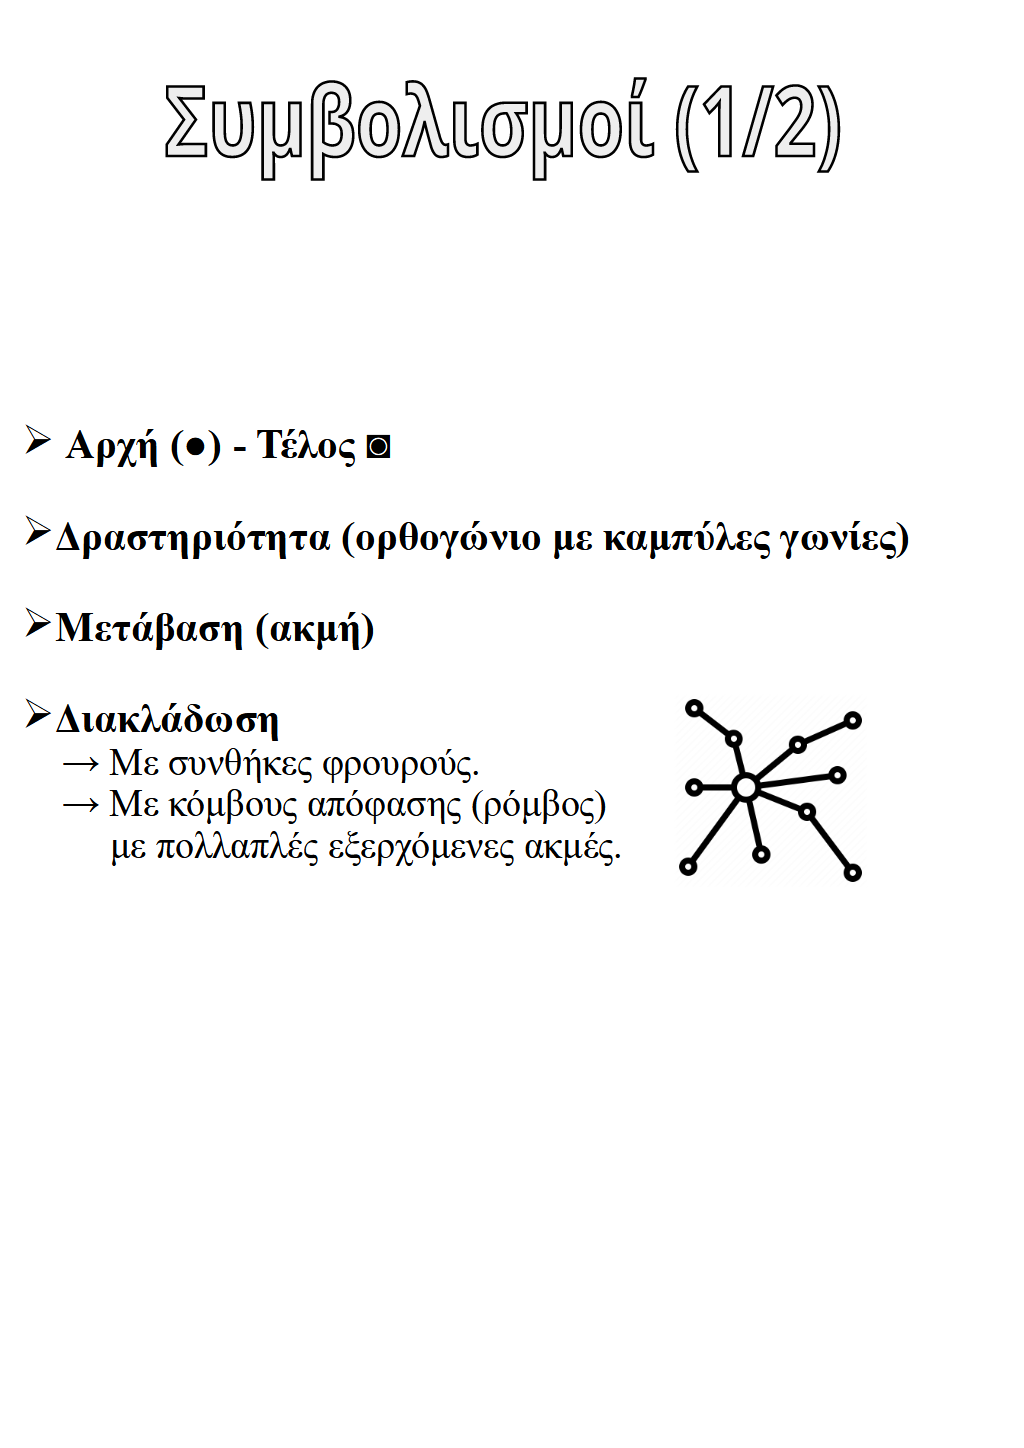 Συμβολισμοί (1/2)
➢ Αρχή (●) - Τέλος ◙
➢Δραστηριότητα (ορθογώνιο με καμπύλες γωνίες)
➢Μετάβαση (ακμή)
➢Διακλάδωση
→ Με συνθήκες φρουρούς.
→ Με κόμβους απόφασης (ρόμβος)
με πολλαπλές εξερχόμενες ακμές.